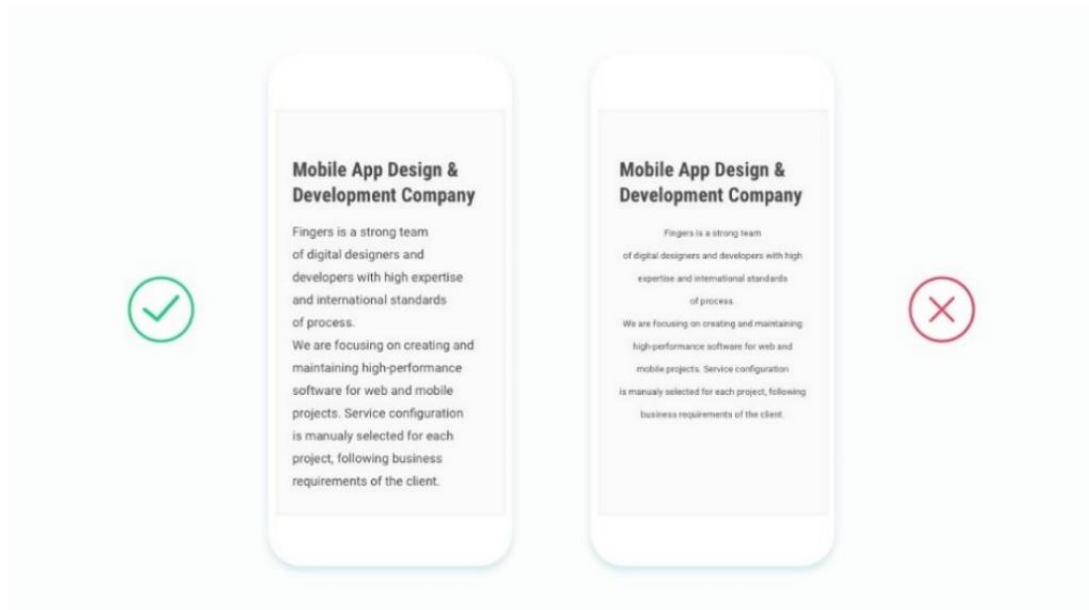 Mobile App Design &
Development Company
Fingers is a strong team
of digital designers and
developers with high expertise
and international standards
of process.
We are focusing on creating and
maintaining high-performance
software for web and mobile
projects. Service configuration
is manualy selected for each
project, following business
requirements of the client.
Mobile App Design &
Development Company
Fingers is a strong team
of digital designers and developers with high
expertise and international standards
of process.
We are focusing on creating and maintaining
high-performance software for web and
mobile projects. Service configuration
is manualy selected for each project, following
business requirements of the client.